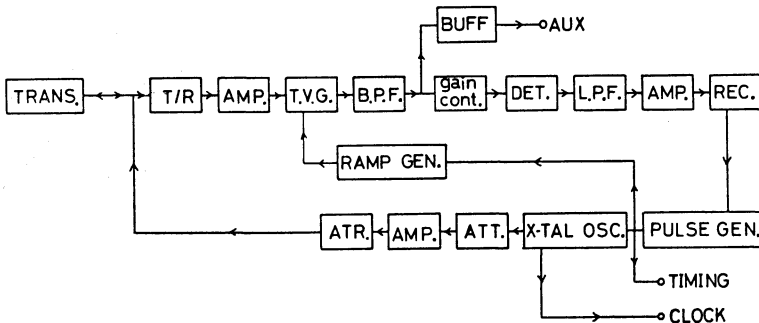 BUFF
AUX
TRANS.
T/R
AMP.
T.V.G.
B.P.F.
gain
cont.
DET.
L.P.F.
AMP.
REC.
RAMP GEN.
ATR.
AMP.
ATT.
X-TAL OSC.
PULSE GEN.
TIMING
CLOCK